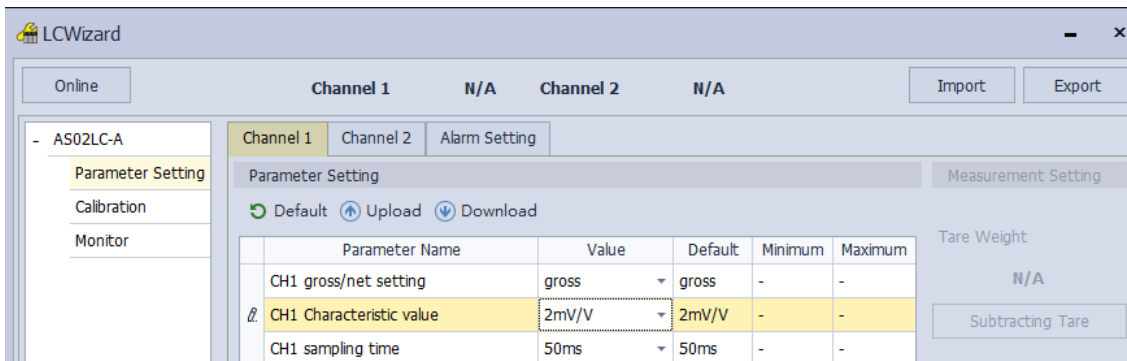 LCWizard
Online Channel 1 N/A Channel 2 N/A Import Export
- AS02LC-A
Parameter Setting
Calibration
Monitor
Channel 1 Channel 2 Alarm Setting
Parameter Setting
Default Upload Download
Parameter Name Value Default Minimum Maximum
CH1 gross/net setting gross gross - -
CH1 Characteristic value 2mV/V 2mV/V - -
CH1 sampling time 50ms 50ms - -
Measurement Setting
Tare Weight
N/A
Subtracting Tare